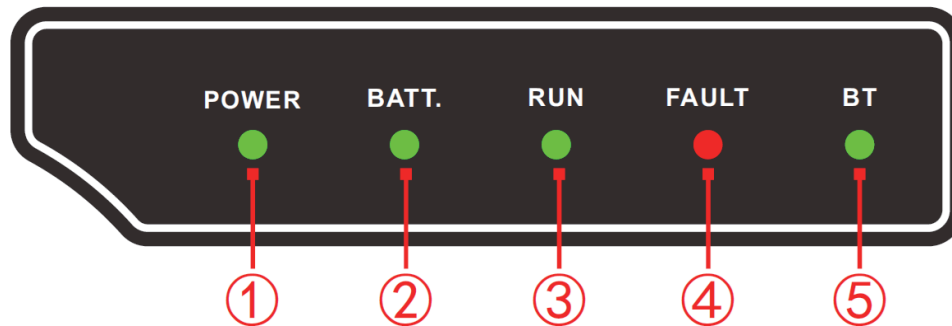 POWER BATT. RUN FAULT BT
① ② ③ ④ ⑤